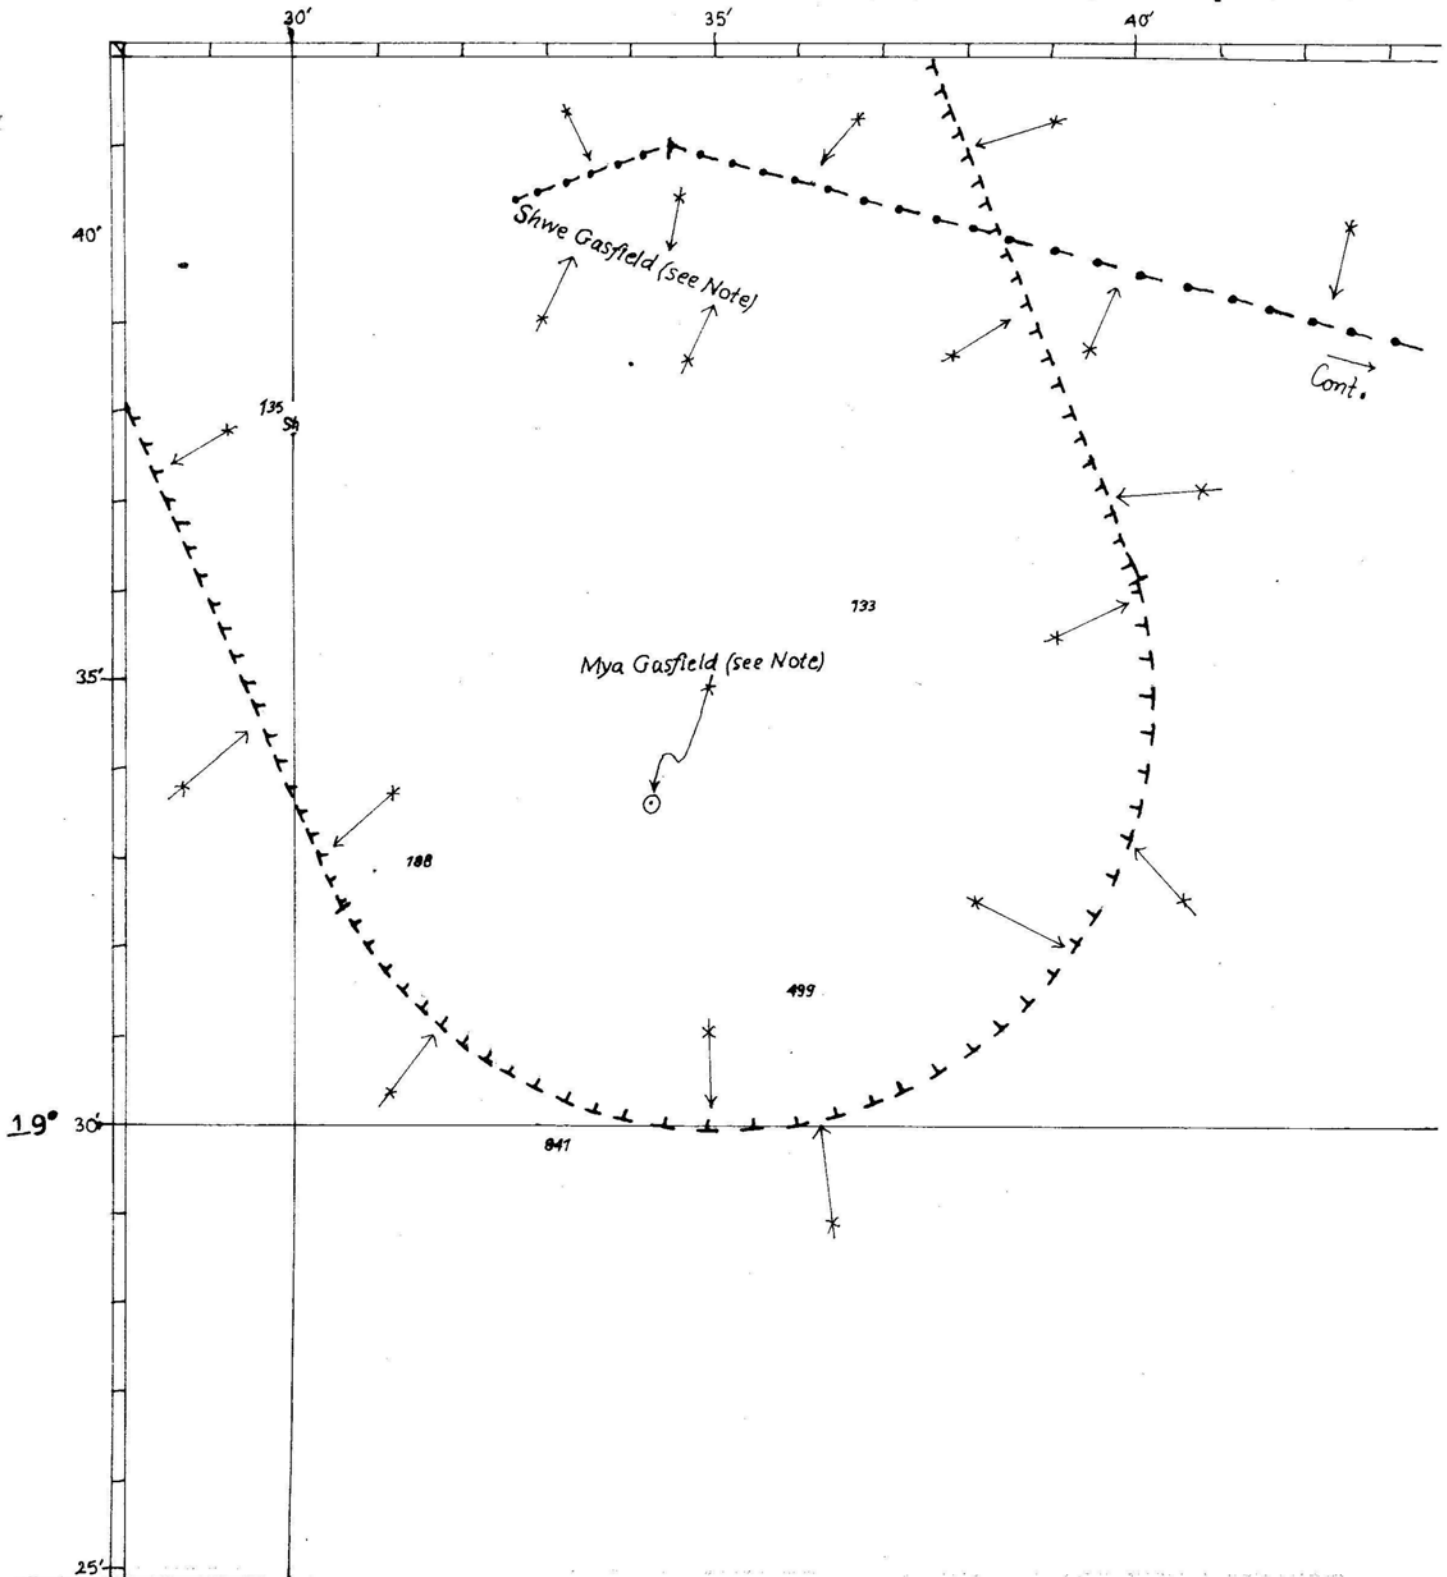 30′ 35′ 40′
40′
Shwe Gasfield (see Note)
Cont.
135
Sh
133
Mya Gasfield (see Note)
35′
188
499
19° 30′
841
25′